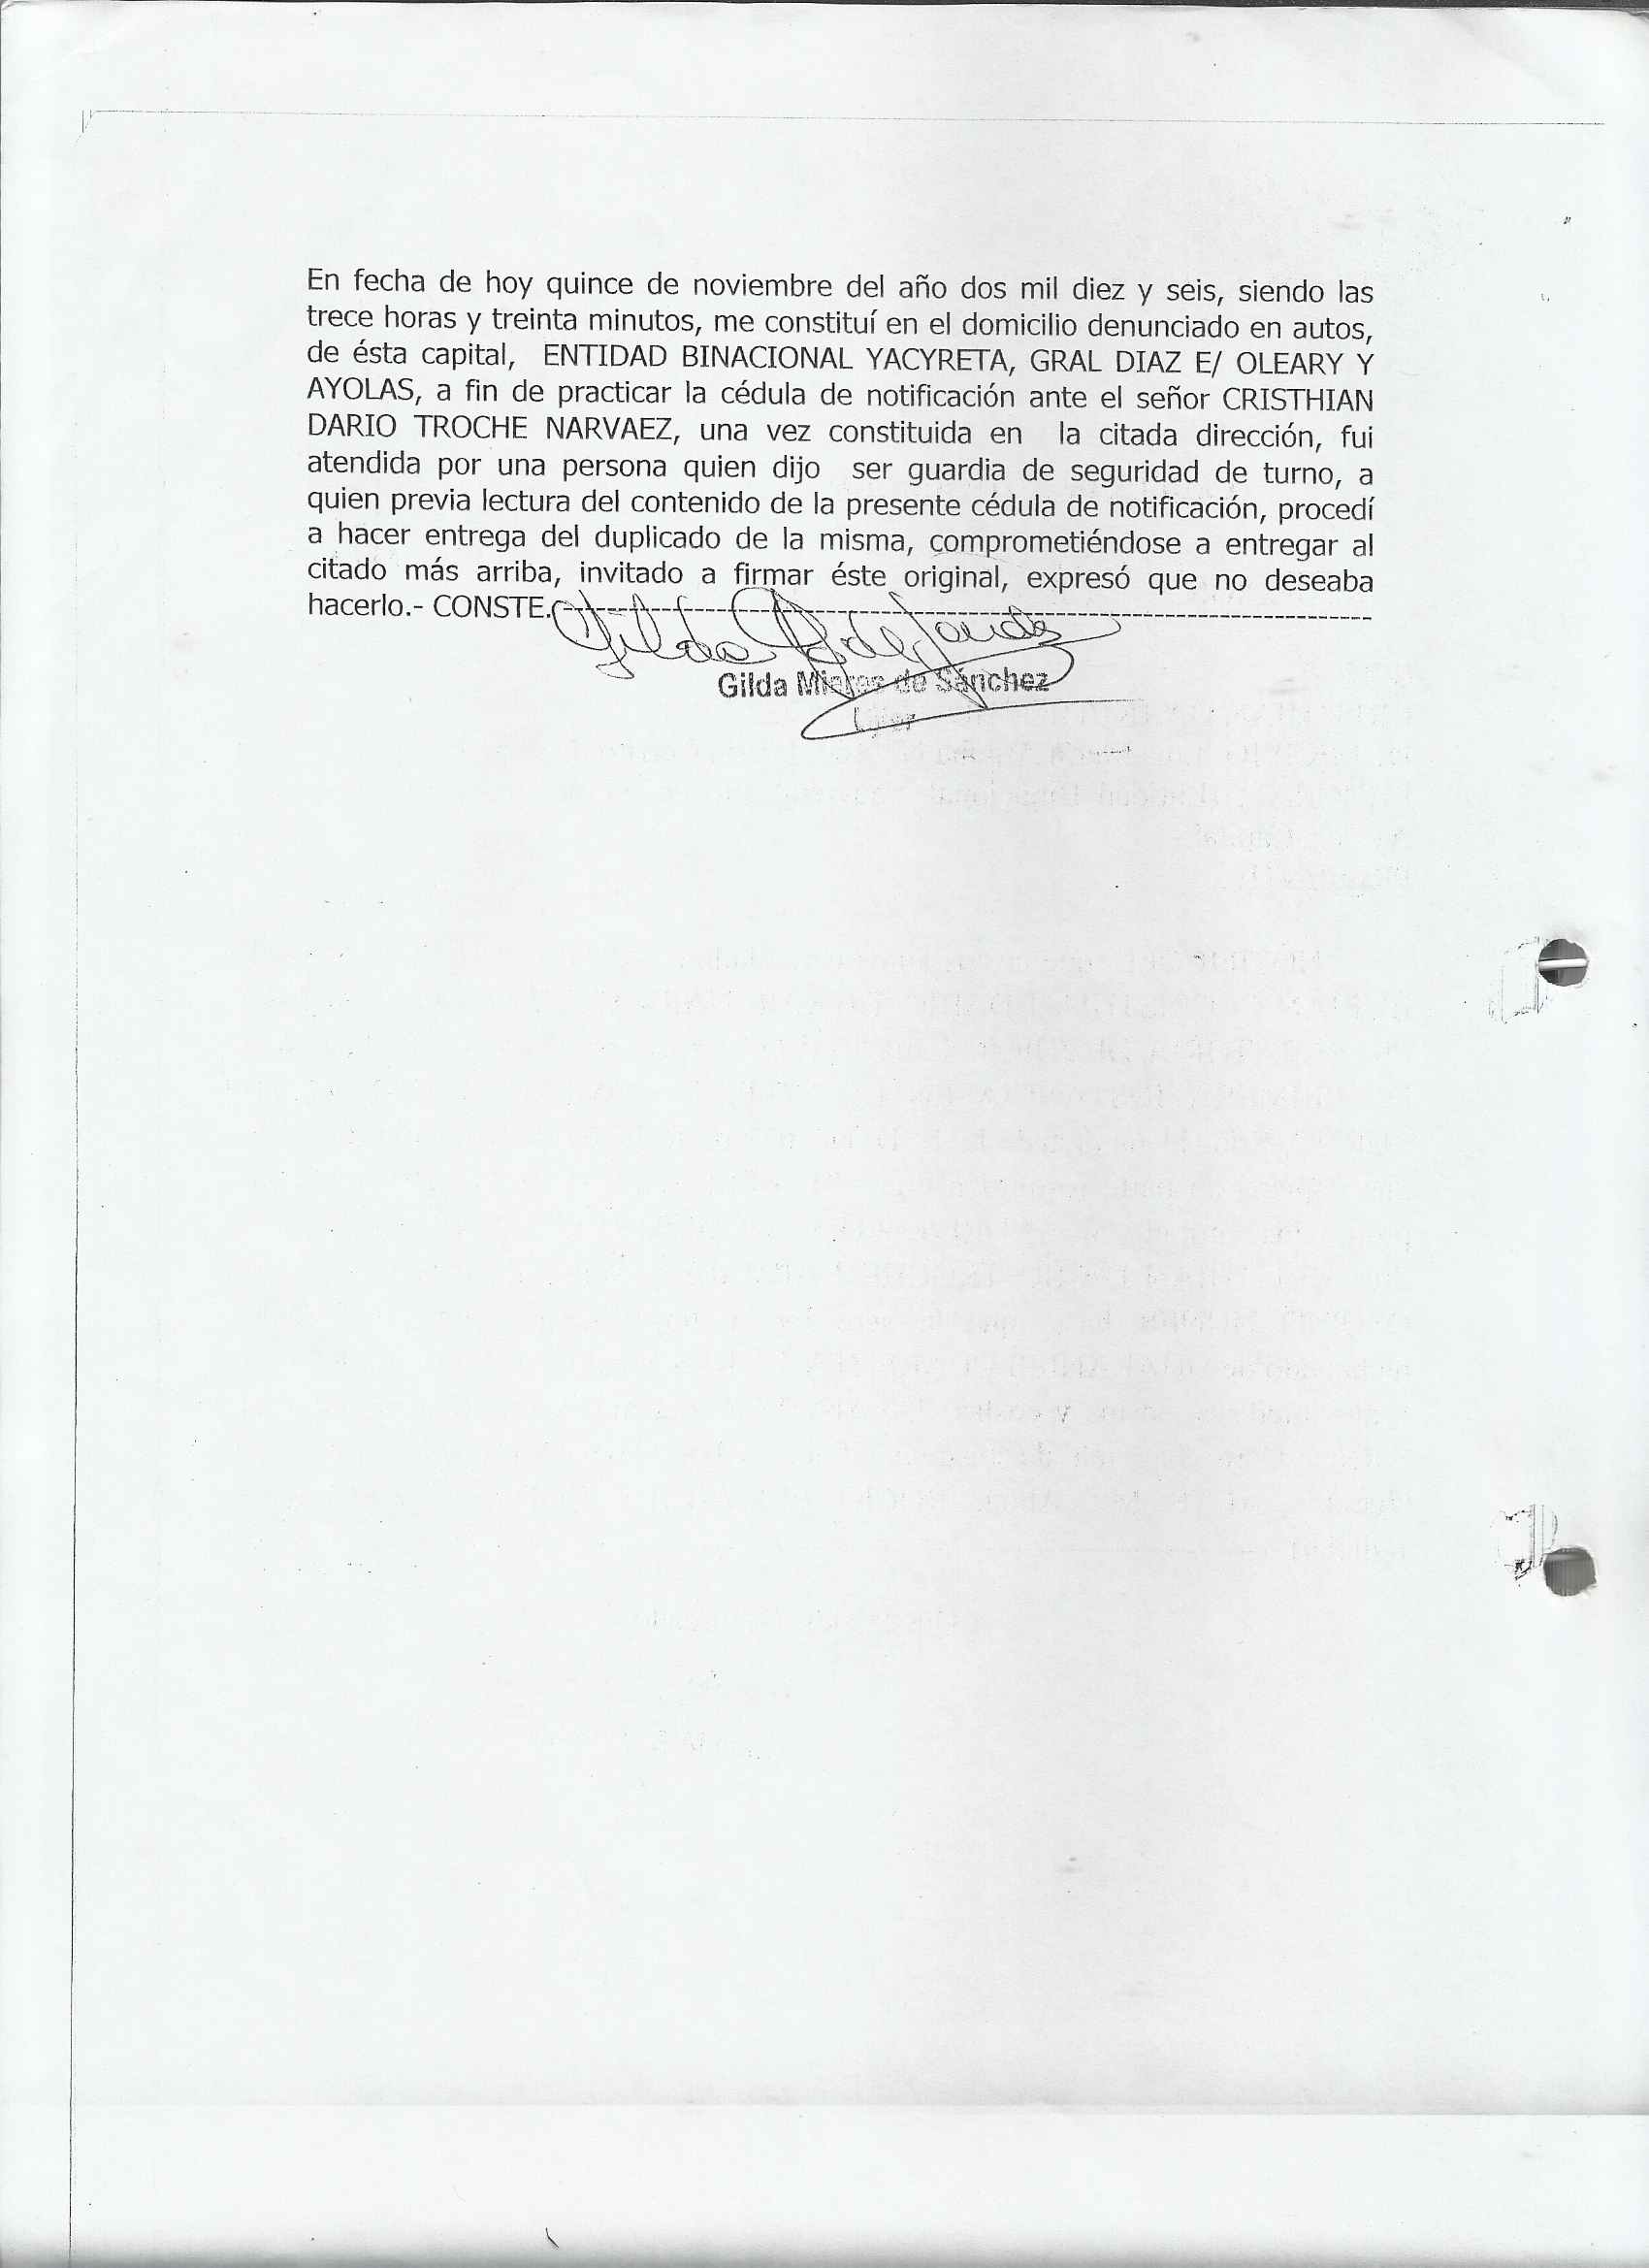 En fecha de hoy quince de noviembre del año dos mil diez y seis, siendo las
trece horas y treinta minutos, me constituí en el domicilio denunciado en autos,
de ésta capital, ENTIDAD BINACIONAL YACYRETA, GRAL DIAZ E/ OLEARY Y
AYOLAS, a fin de practicar la cédula de notificación ante el señor CRISTHIAN
DARIO TROCHE NARVAEZ, una vez constituida en la citada dirección, fui
atendida por una persona quien dijo ser guardia de seguridad de turno, a
quien previa lectura del contenido de la presente cédula de notificación, procedí
a hacer entrega del duplicado de la misma, comprometiéndose a entregar al
citado más arriba, invitado a firmar éste original, expresó que no deseaba
hacerlo.- CONSTE.-----------------------------------------------------------
Gilda de Sánchez